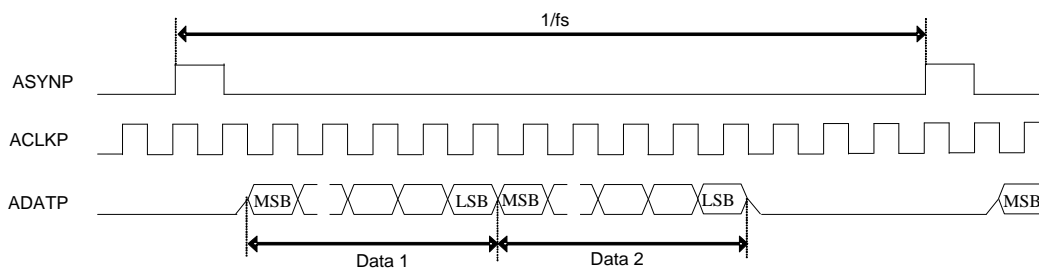 1/fs
ASYNP
ACLKP
ADATP
MSB
LSB
MSB
LSB
MSB
Data 1
Data 2